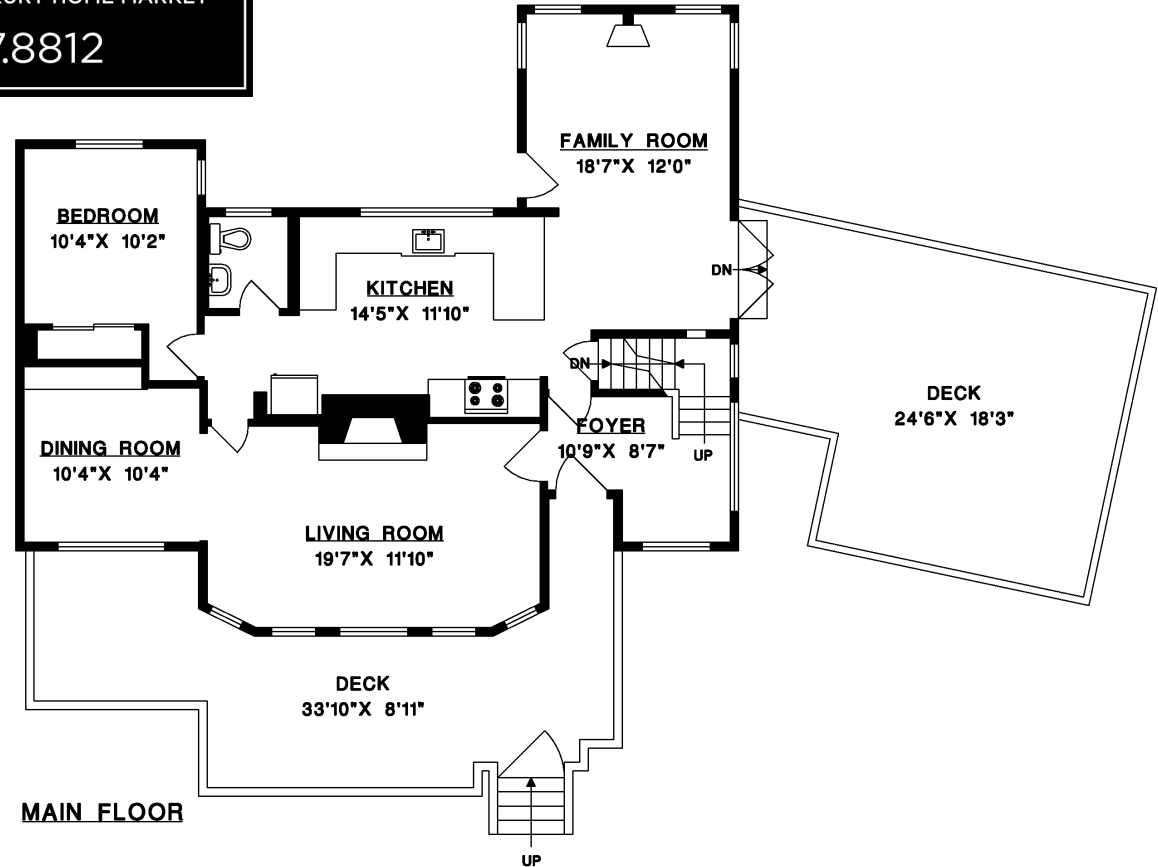 HOME MARKET
.8812
FAMILY ROOM
18'7"X 12'0"
BEDROOM
10'4"X 10'2"
KITCHEN
14'5"X 11'10"
DN
DN
DECK
24'6"X 18'3"
FOYER
10'9"X 8'7"
UP
DINING ROOM
10'4"X 10'4"
LIVING ROOM
19'7"X 11'10"
DECK
33'10"X 8'11"
MAIN FLOOR
UP